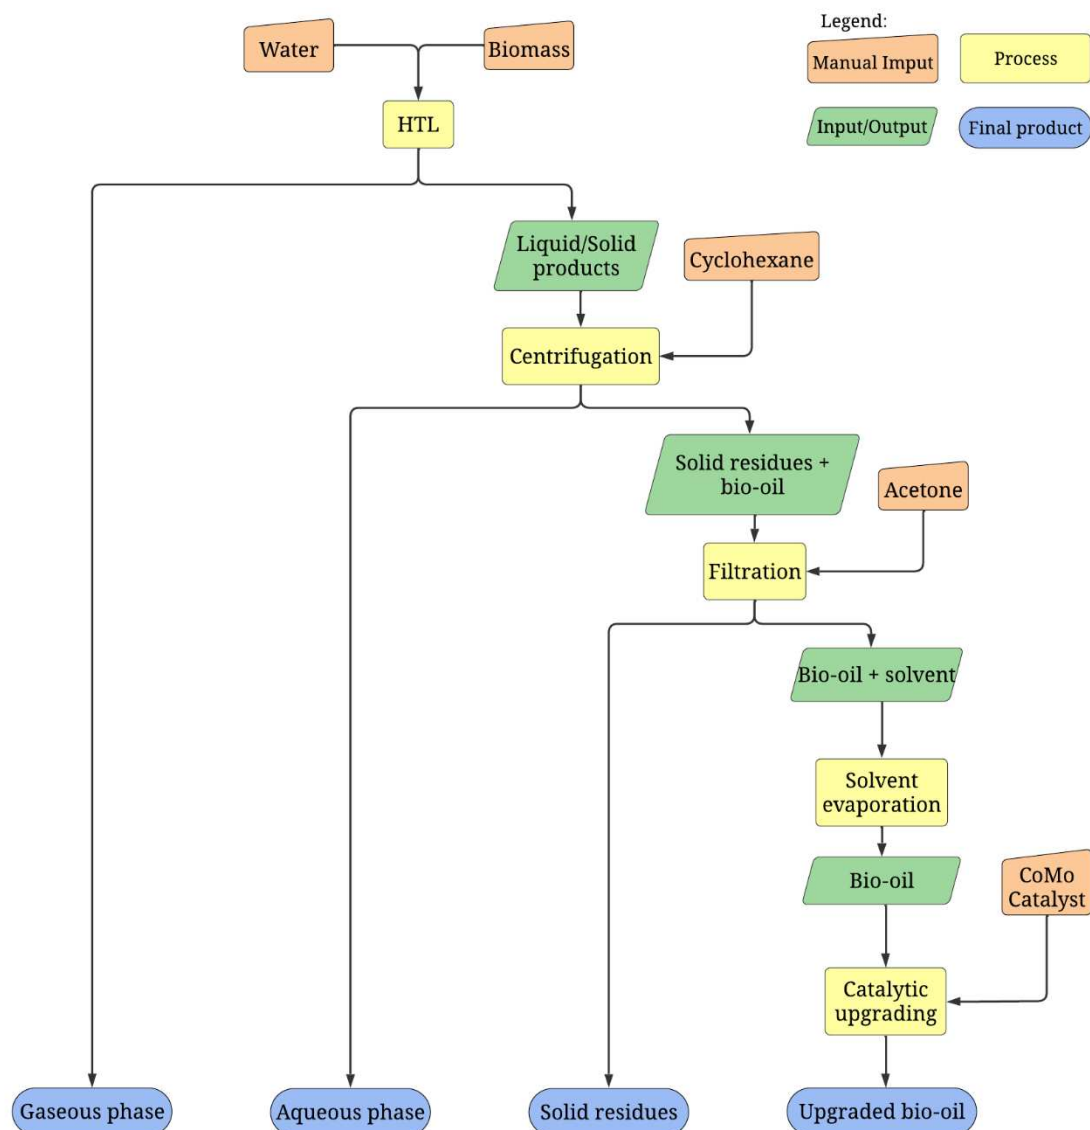 Legend:
Water
Biomass
Manual Imput
Process
HTL
Input/Output
Final product
Liquid/Solid
products
Cyclohexane
Centrifugation
Solid residues +
bio-oil
Acetone
Filtration
Bio-oil + solvent
Solvent
evaporation
Bio-oil
CoMo
Catalyst
Catalytic
upgrading
Gaseous phase
Aqueous phase
Solid residues
Upgraded bio-oil